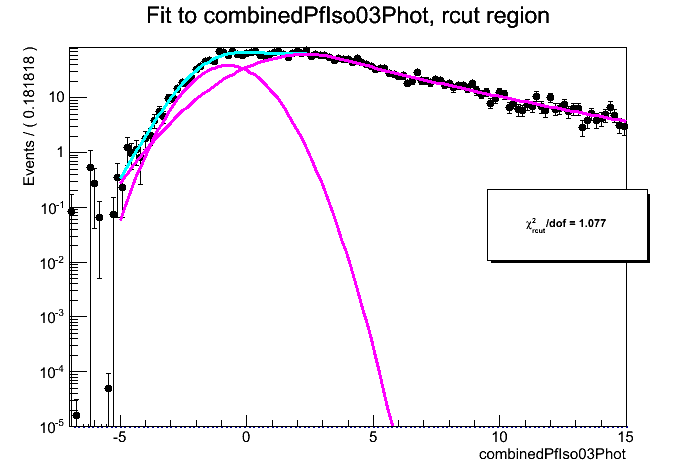 Fit to combinedPfIso03Phot, rcut region
Events / ( 0.181818 )
10
1
10⁻¹
10⁻²
10⁻³
10⁻⁴
10⁻⁵
χ²rcut/dof = 1.077
-5 0 5 10 15
combinedPfIso03Phot